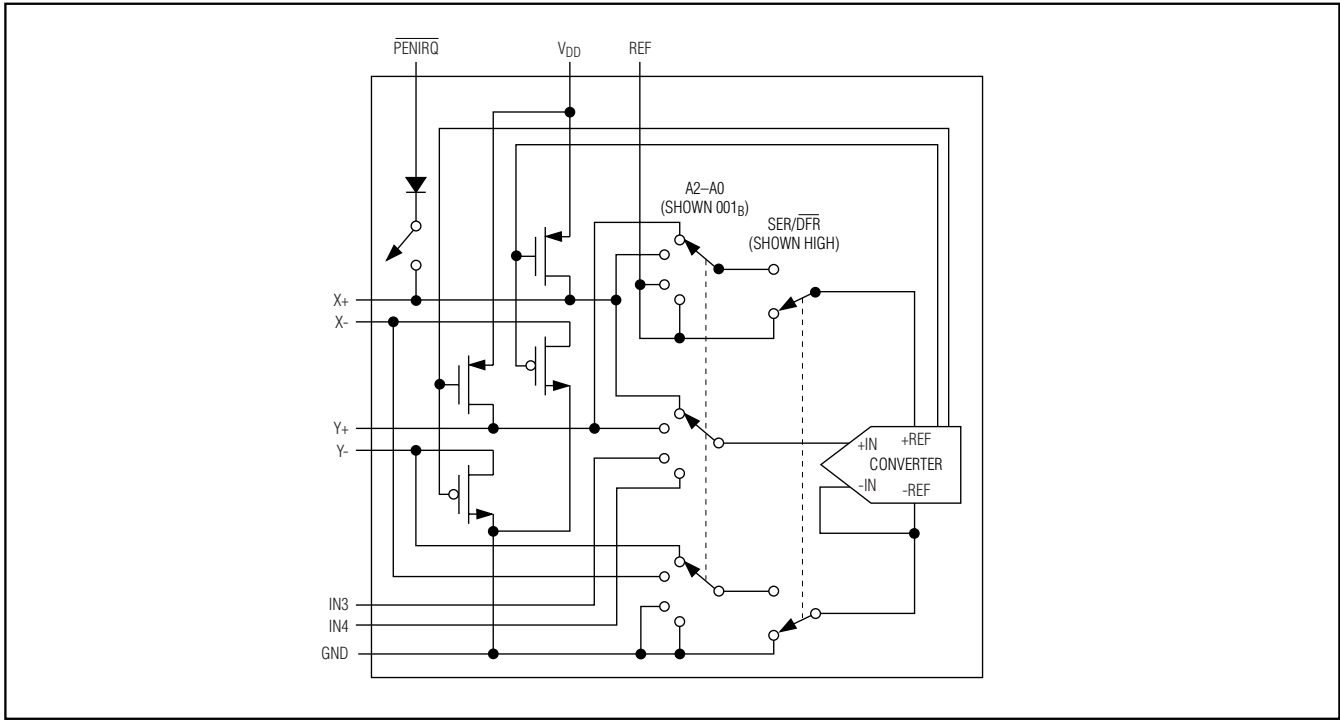 PENIRQ
VDD
REF
A2–A0
(SHOWN 001B)
SER/DFR
(SHOWN HIGH)
X+
X-
Y+
Y-
+IN
+REF
CONVERTER
-IN
-REF
IN3
IN4
GND